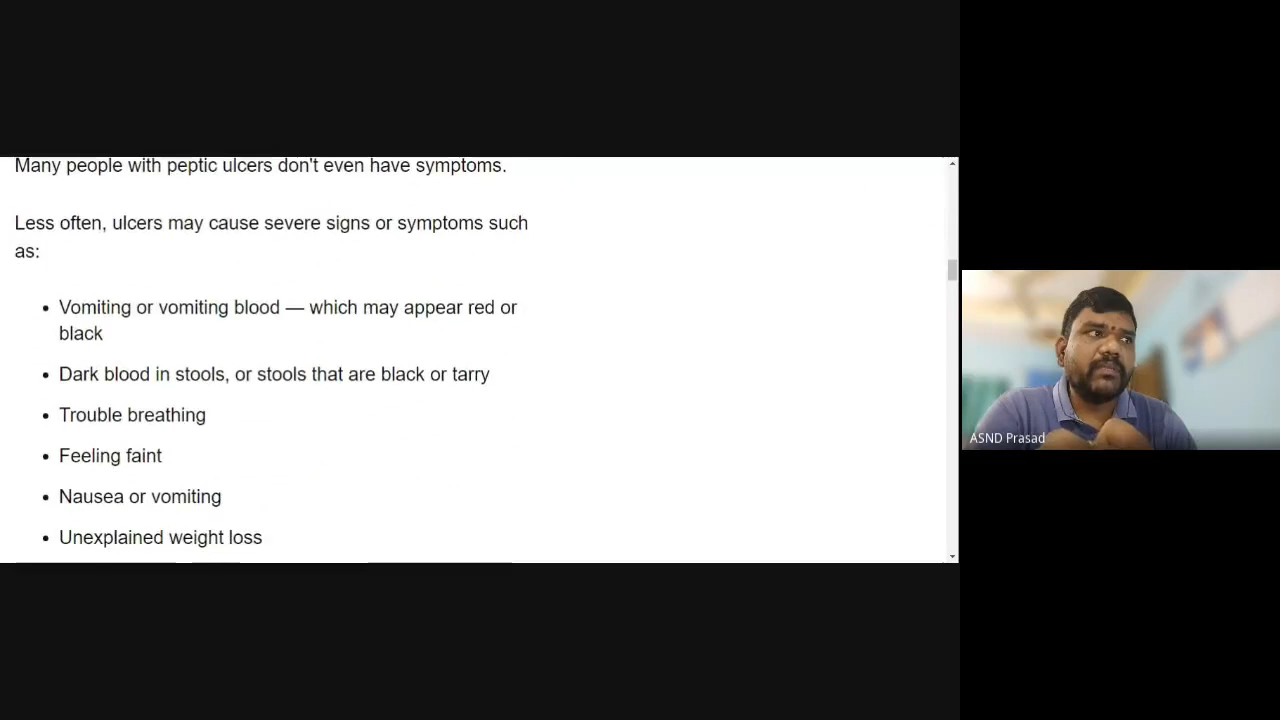 Many people with peptic ulcers don't even have symptoms.
Less often, ulcers may cause severe signs or symptoms such
as:
• Vomiting or vomiting blood — which may appear red or
black
• Dark blood in stools, or stools that are black or tarry
• Trouble breathing
• Feeling faint
• Nausea or vomiting
• Unexplained weight loss
ASND Prasad